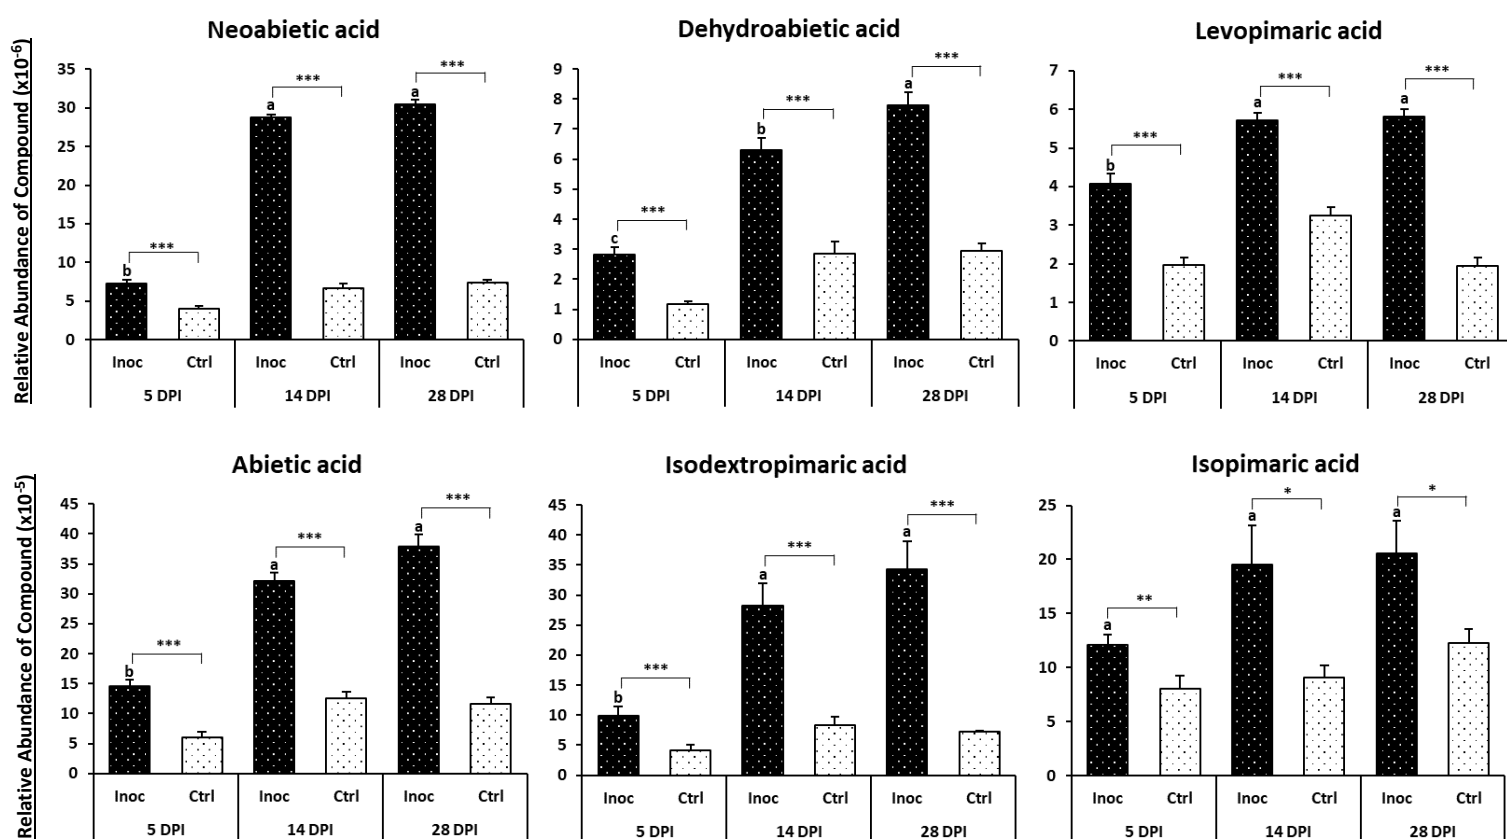 Relative Abundance of Compound (x10-6)
Neoabietic acid
35
30
25
20
15
10
5
0
b
***
a
***
a
***
Inoc Ctrl Inoc Ctrl Inoc Ctrl
5 DPI 14 DPI 28 DPI
Dehydroabietic acid
9
8
7
6
5
4
3
2
1
0
c
***
b
***
a
***
Inoc Ctrl Inoc Ctrl Inoc Ctrl
5 DPI 14 DPI 28 DPI
Levopimaric acid
7
6
5
4
3
2
1
0
b
***
a
***
a
***
Inoc Ctrl Inoc Ctrl Inoc Ctrl
5 DPI 14 DPI 28 DPI
Relative Abundance of Compound (x10-5)
Abietic acid
45
40
35
30
25
20
15
10
5
0
b
***
a
***
a
***
Inoc Ctrl Inoc Ctrl Inoc Ctrl
5 DPI 14 DPI 28 DPI
Isodextropimaric acid
45
40
35
30
25
20
15
10
5
0
b
***
a
***
a
***
Inoc Ctrl Inoc Ctrl Inoc Ctrl
5 DPI 14 DPI 28 DPI
Isopimaric acid
25
20
15
10
5
0
a
**
a
*
a
*
Inoc Ctrl Inoc Ctrl Inoc Ctrl
5 DPI 14 DPI 28 DPI